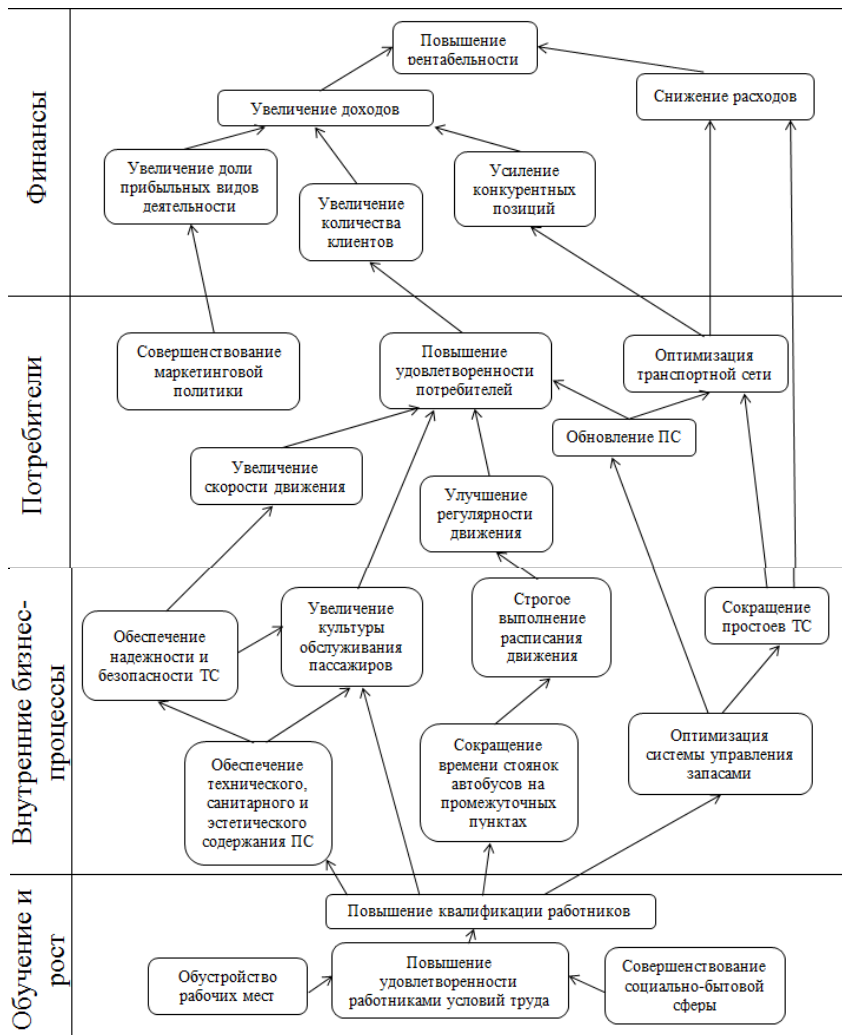 Финансы
Повышение
рентабельности
Увеличение доходов
Снижение расходов
Увеличение доли
прибыльных видов
деятельности
Увеличение
количества
клиентов
Усиление
конкурентных
позиций
Потребители
Совершенствование
маркетинговой
политики
Повышение
удовлетворенности
потребителей
Оптимизация
транспортной сети
Обновление ПС
Увеличение
скорости движения
Улучшение
регулярности
движения
Внутренние бизнес-
процессы
Обеспечение
надежности и
безопасности ТС
Увеличение
культуры
обслуживания
пассажиров
Строгое
выполнение
расписания
движения
Сокращение
простоев ТС
Обеспечение
технического,
санитарного и
эстетического
содержания ПС
Сокращение
времени стоянок
автобусов на
промежуточных
пунктах
Оптимизация
системы управления
запасами
Обучение и
рост
Повышение квалификации работников
Обустройство
рабочих мест
Повышение
удовлетворенности
работниками условий труда
Совершенствование
социально-бытовой
сферы